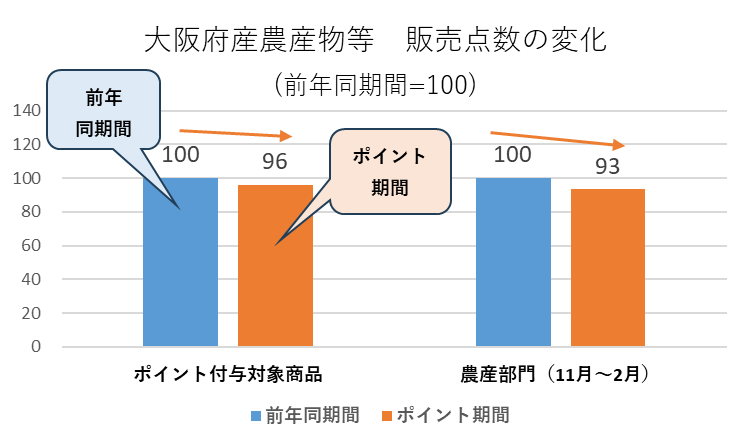 大阪府産農産物等　販売点数の変化
(前年同期間=100)
前年
同期間
ポイント
期間
140
120
100
80
60
40
20
0
100
96
100
93
ポイント付与対象商品
農産部門（11月～2月）
前年同期間
ポイント期間